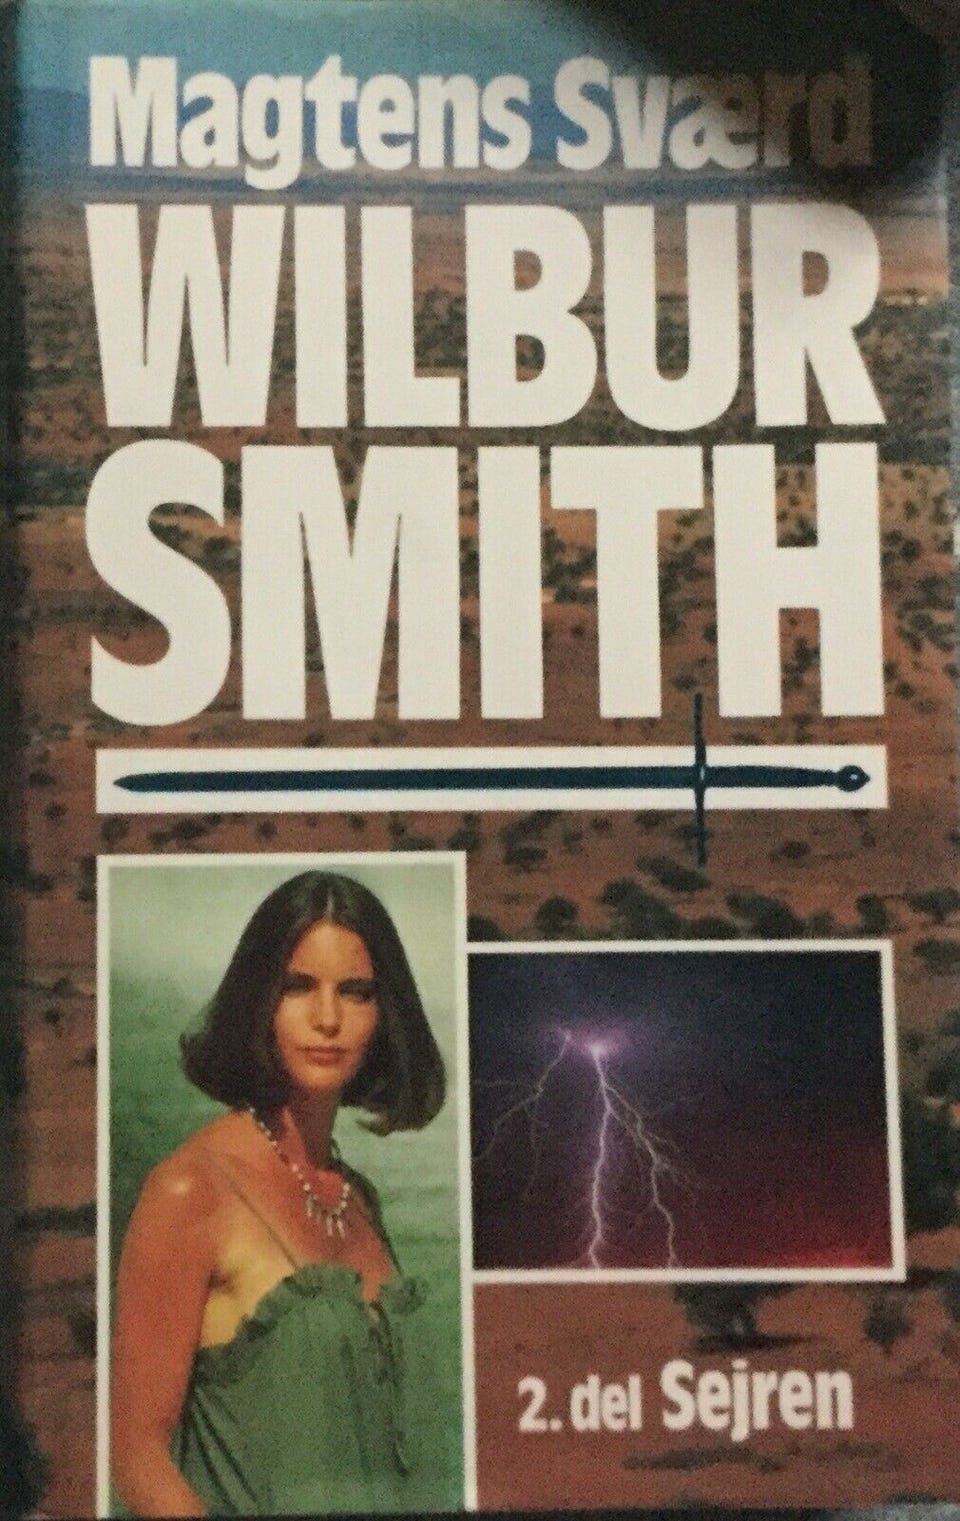 Magtens Sværd
WILBUR
SMITH
2. del Sejren